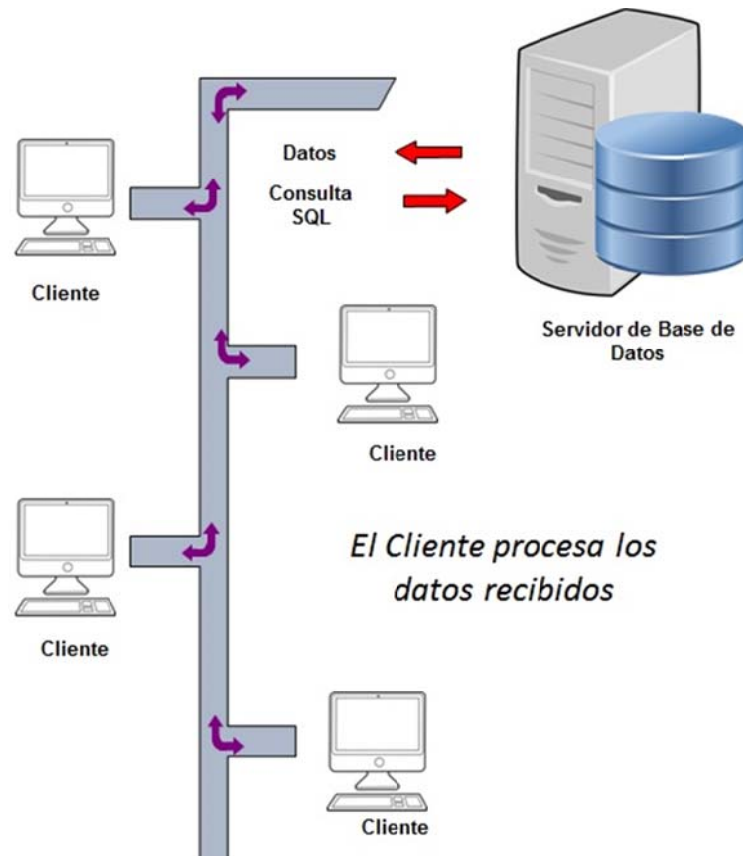 Datos
Consulta
SQL
Cliente
Servidor de Base de
Datos
Cliente
El Cliente procesa los
datos recibidos
Cliente
Cliente